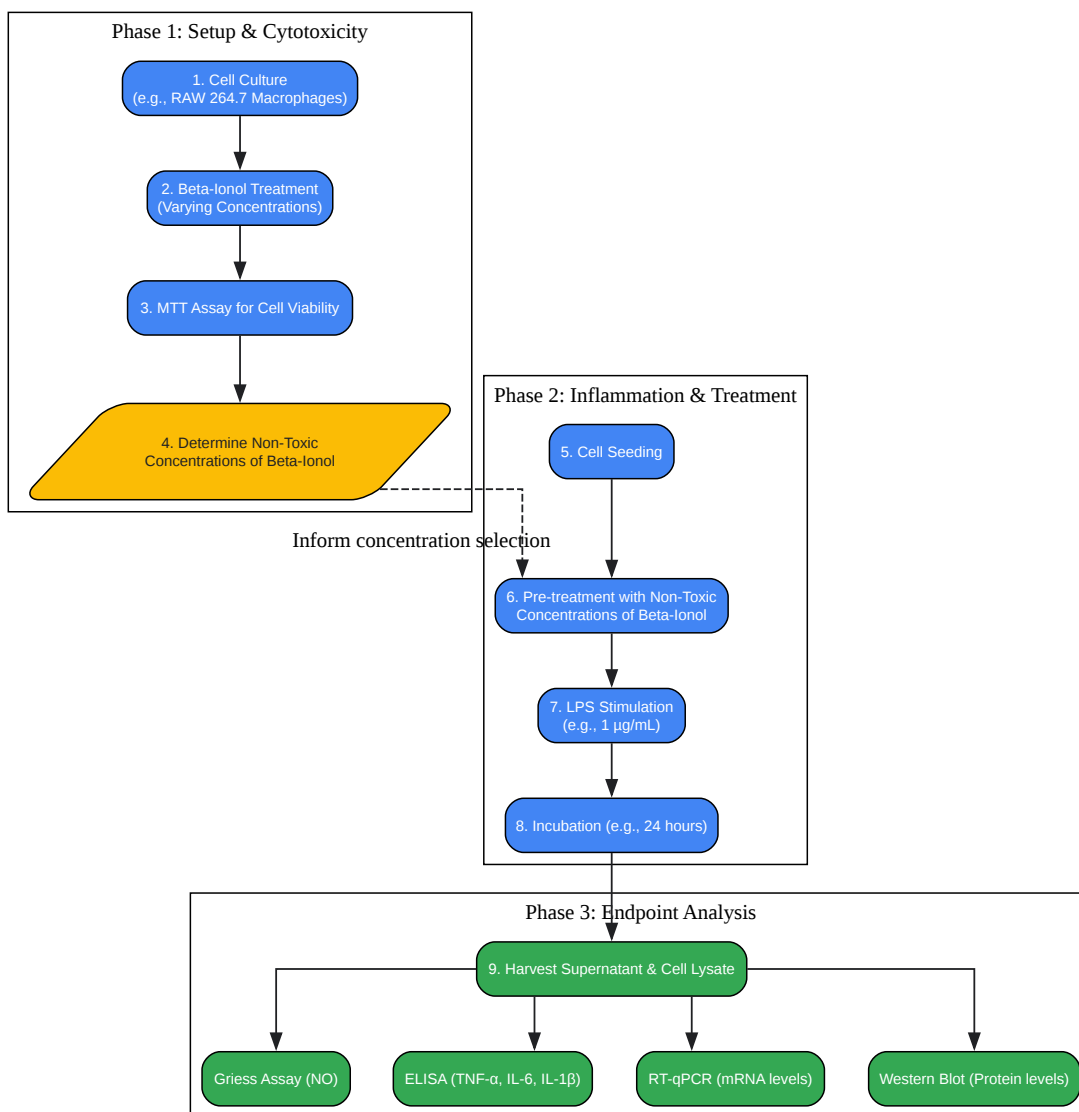 Phase 1: Setup & Cytotoxicity
1. Cell Culture
(e.g., RAW 264.7 Macrophages)
2. Beta-Ionol Treatment
(Varying Concentrations)
3. MTT Assay for Cell Viability
4. Determine Non-Toxic
Concentrations of Beta-Ionol
Inform concentration selection
Phase 2: Inflammation & Treatment
5. Cell Seeding
6. Pre-treatment with Non-Toxic
Concentrations of Beta-Ionol
7. LPS Stimulation
(e.g., 1 µg/mL)
8. Incubation (e.g., 24 hours)
Phase 3: Endpoint Analysis
9. Harvest Supernatant & Cell Lysate
Griess Assay (NO)
ELISA (TNF-α, IL-6, IL-1β)
RT-qPCR (mRNA levels)
Western Blot (Protein levels)